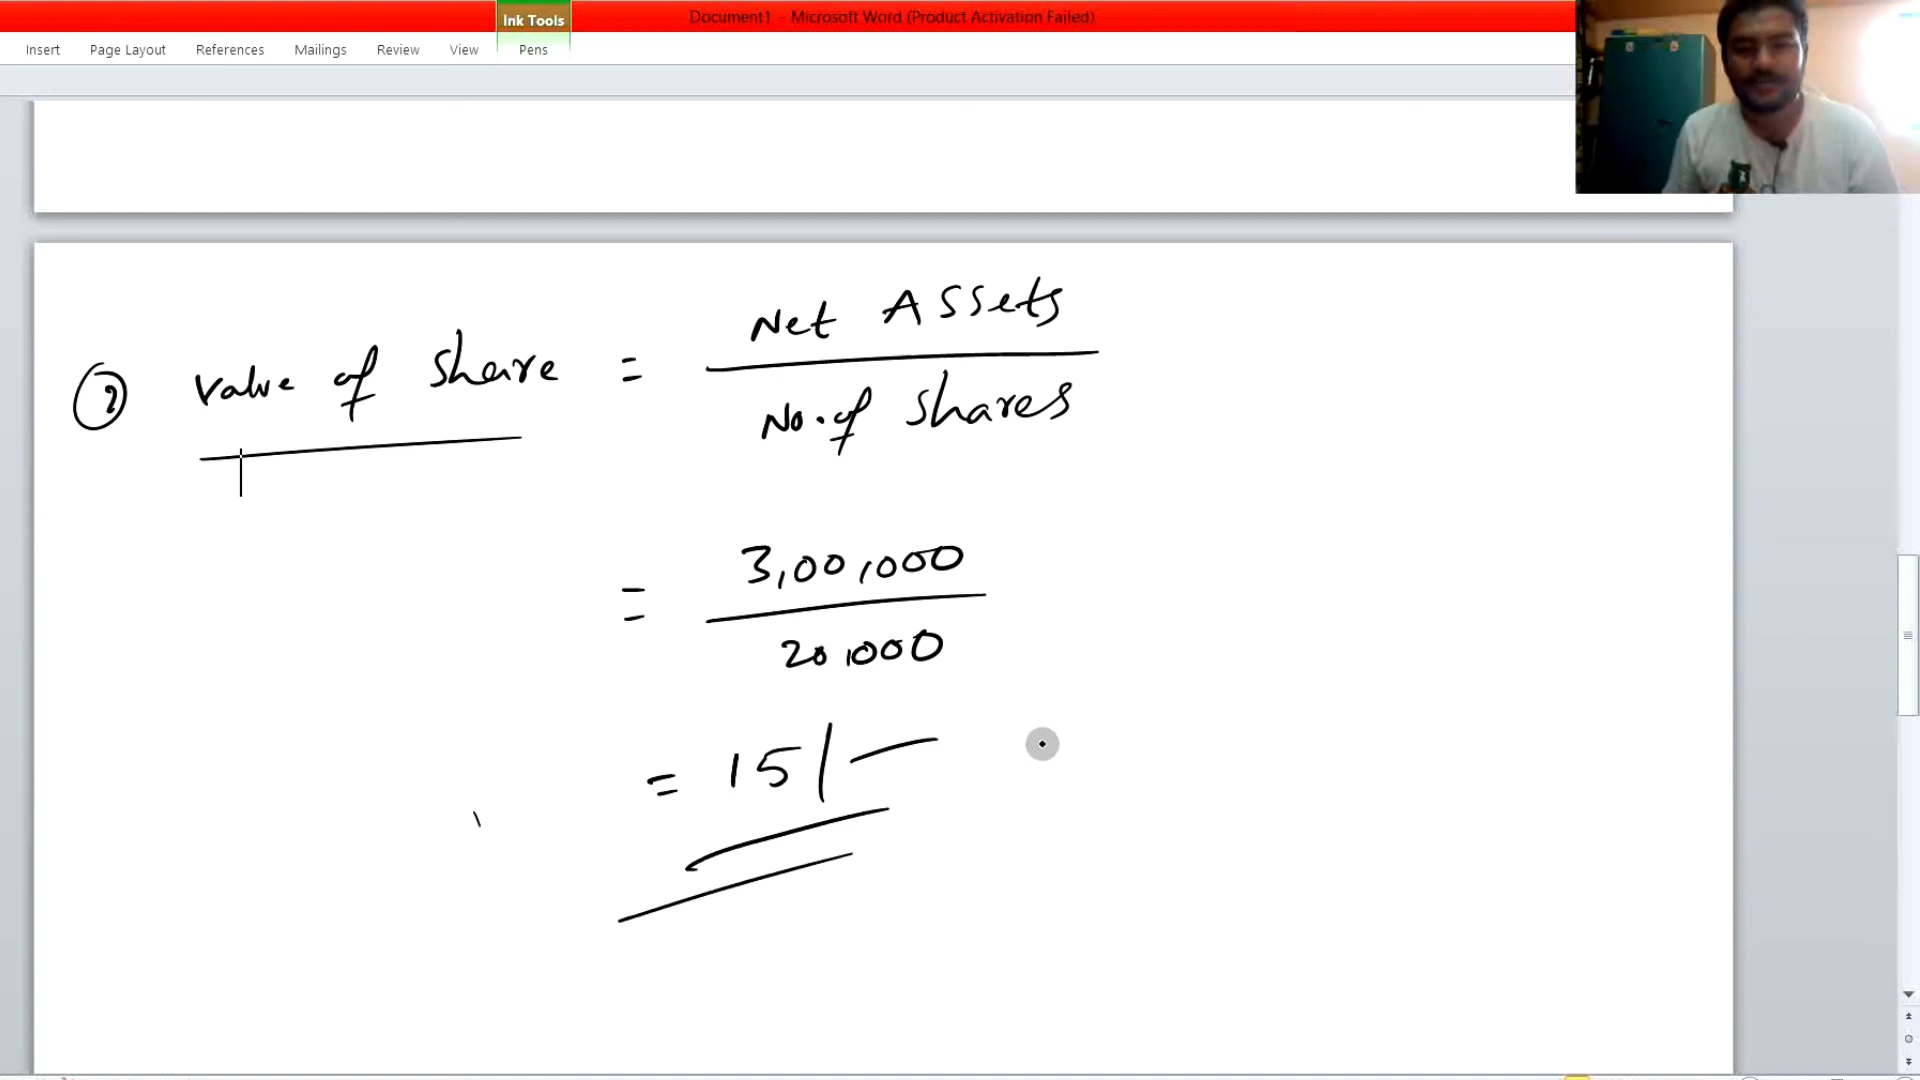 Ink Tools
Document1 - Microsoft Word (Product Activation Failed)
Insert Page Layout References Mailings Review View Pens
② Value of share = Net Assets
No. of shares
= 3,00,000
20,000
= 15/-